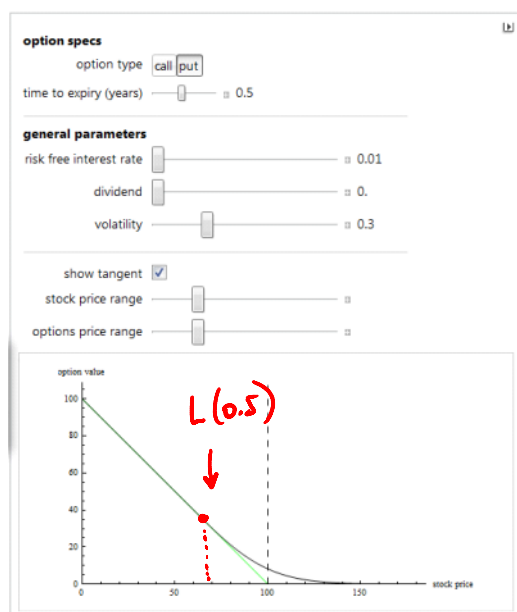 option specs
option type call put
time to expiry (years) 0.5
general parameters
risk free interest rate 0.01
dividend 0.
volatility 0.3
show tangent
stock price range
options price range
option value
100
80
60
40
20
0
0 50 100 150
stock price
L(0.5)